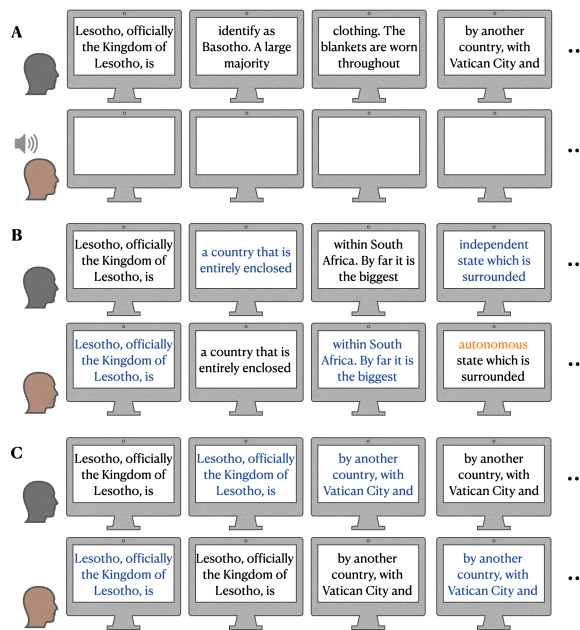 A
Lesotho, officially
the Kingdom of
Lesotho, is
identify as
Basotho. A large
majority
clothing. The
blankets are worn
throughout
by another
country, with
Vatican City and
..
..
B
Lesotho, officially
the Kingdom of
Lesotho, is
a country that is
entirely enclosed
within South
Africa. By far it is
the biggest
independent
state which is
surrounded
..
Lesotho, officially
the Kingdom of
Lesotho, is
a country that is
entirely enclosed
within South
Africa. By far it is
the biggest
autonomous
state which is
surrounded
..
C
Lesotho, officially
the Kingdom of
Lesotho, is
Lesotho, officially
the Kingdom of
Lesotho, is
by another
country, with
Vatican City and
by another
country, with
Vatican City and
..
Lesotho, officially
the Kingdom of
Lesotho, is
Lesotho, officially
the Kingdom of
Lesotho, is
by another
country, with
Vatican City and
by another
country, with
Vatican City and
..